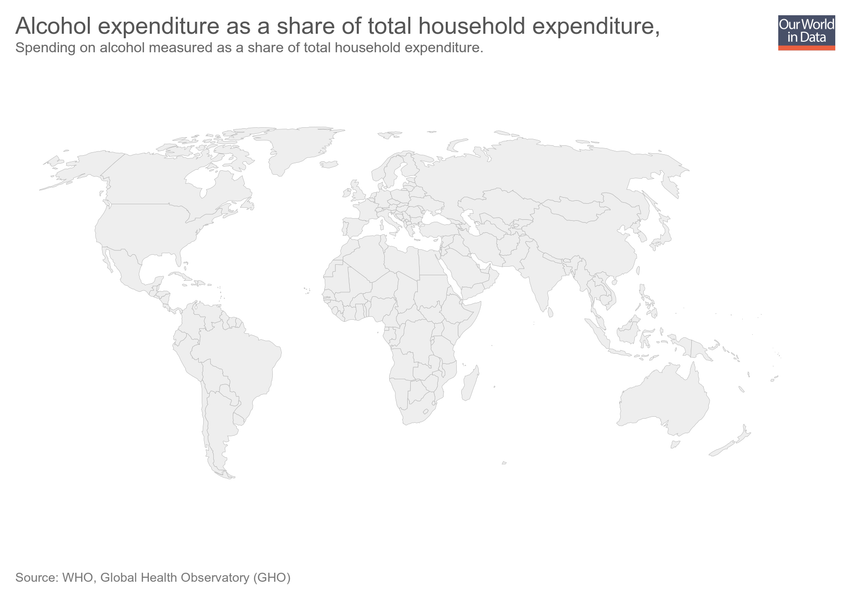 Alcohol expenditure as a share of total household expenditure,
Spending on alcohol measured as a share of total household expenditure.
Our World
in Data
Source: WHO, Global Health Observatory (GHO)